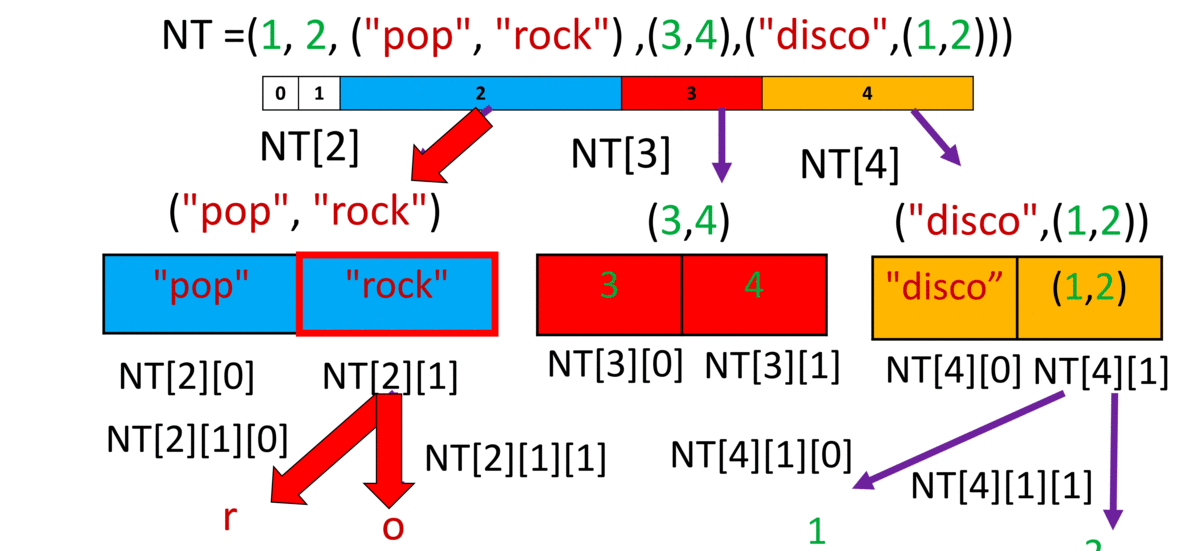 NT =(1, 2, ("pop", "rock") ,(3,4),("disco",(1,2)))
0 1 2 3 4
NT[2] NT[3] NT[4]
("pop", "rock") (3,4) ("disco",(1,2))
"pop" "rock" 3 4 "disco” (1,2)
NT[2][0] NT[2][1] NT[3][0] NT[3][1] NT[4][0] NT[4][1]
NT[2][1][0] NT[2][1][1] NT[4][1][0] NT[4][1][1]
r o 1 2